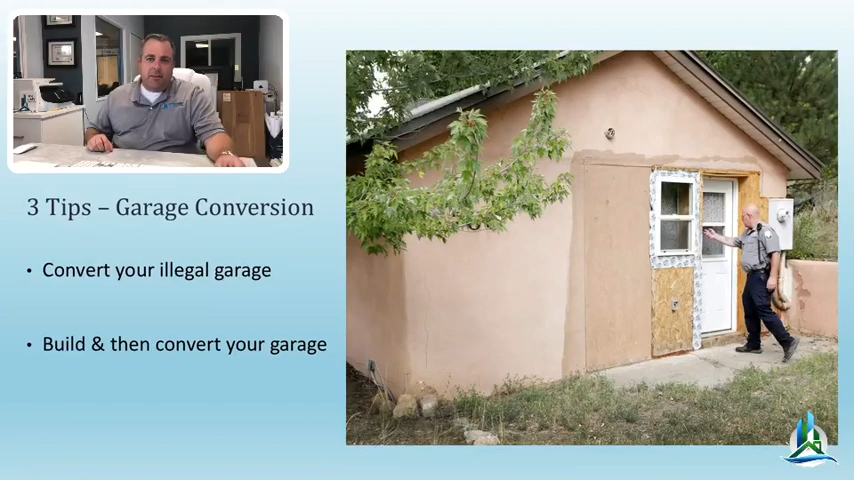 3 Tips – Garage Conversion
• Convert your illegal garage
• Build & then convert your garage